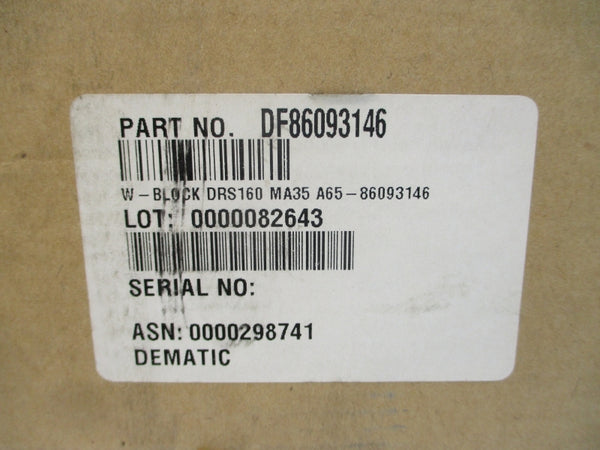 PART NO. DF86093146
W-BLOCK DRS160 MA35 A65-86093146
LOT: 0000082643
SERIAL NO:
ASN: 0000298741
DEMATIC